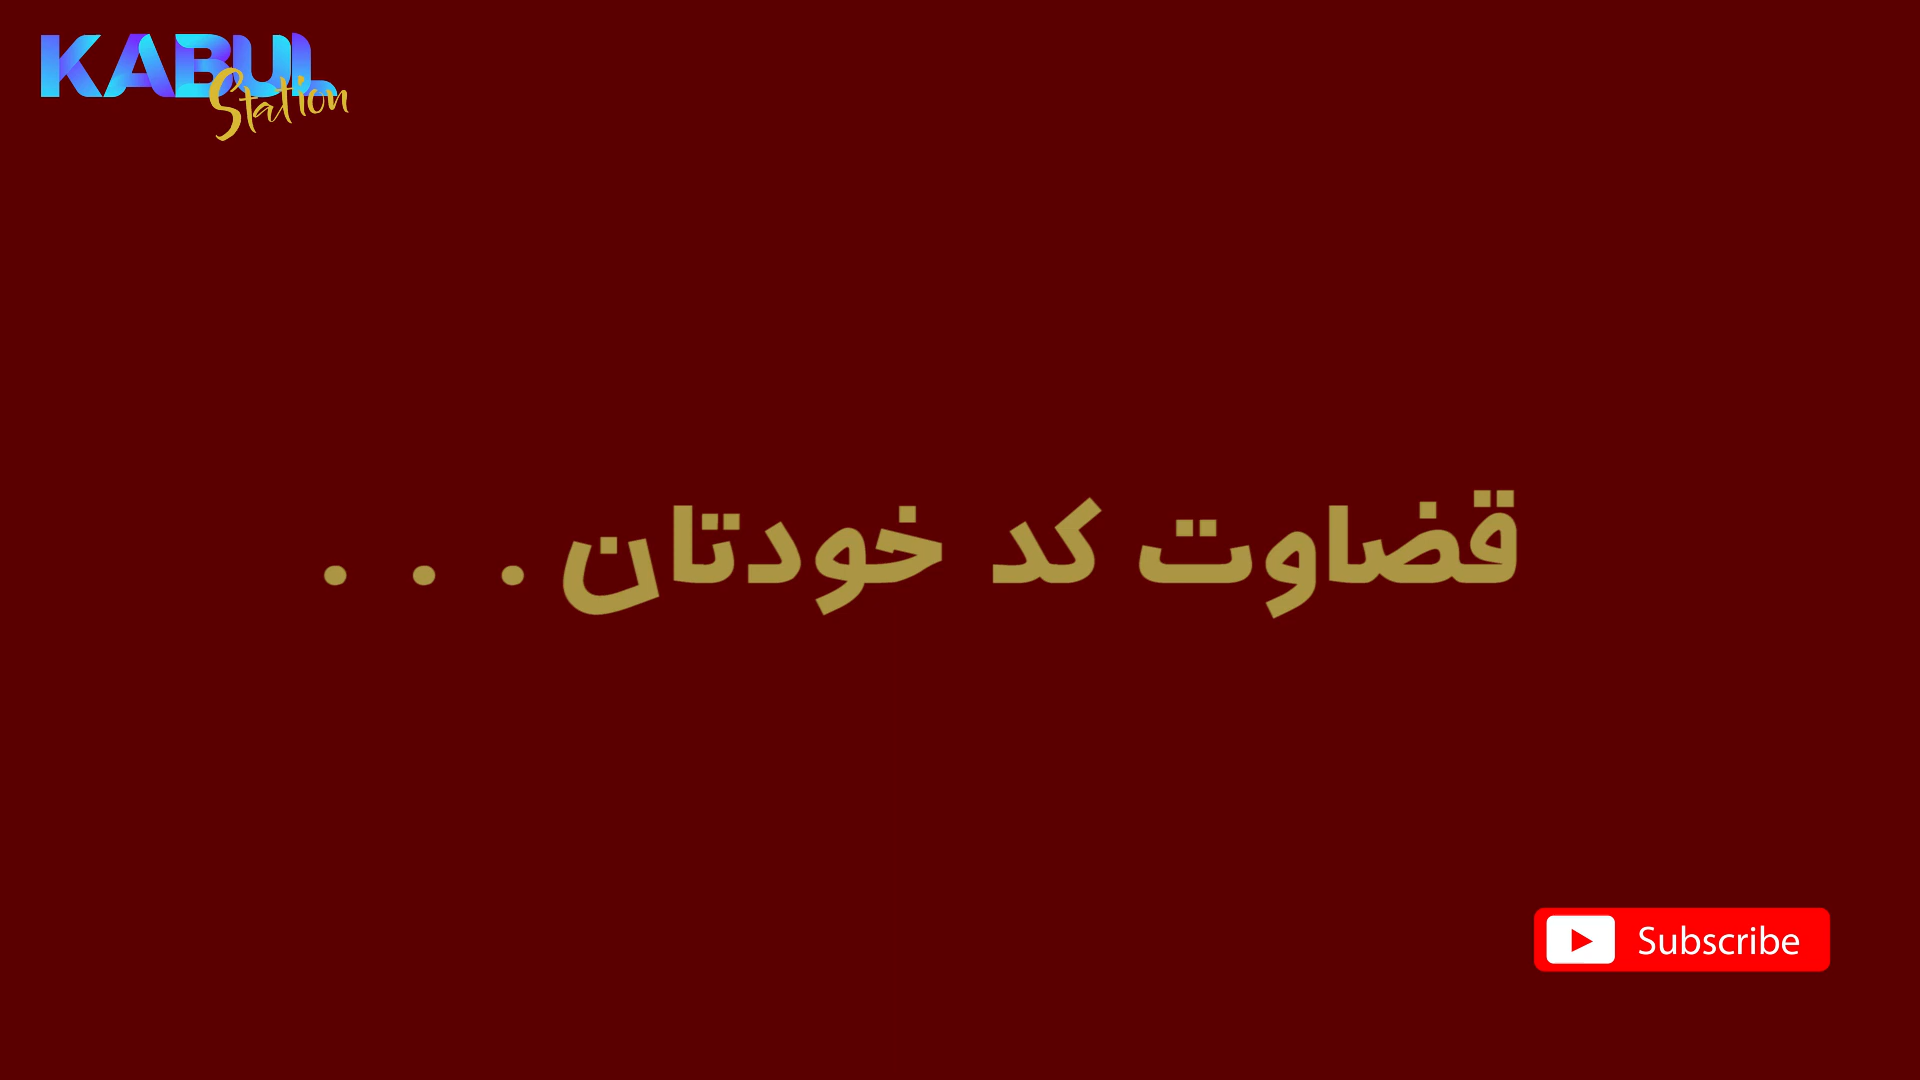 KABUL
Station
قضاوت کد خودتان . . .
Subscribe